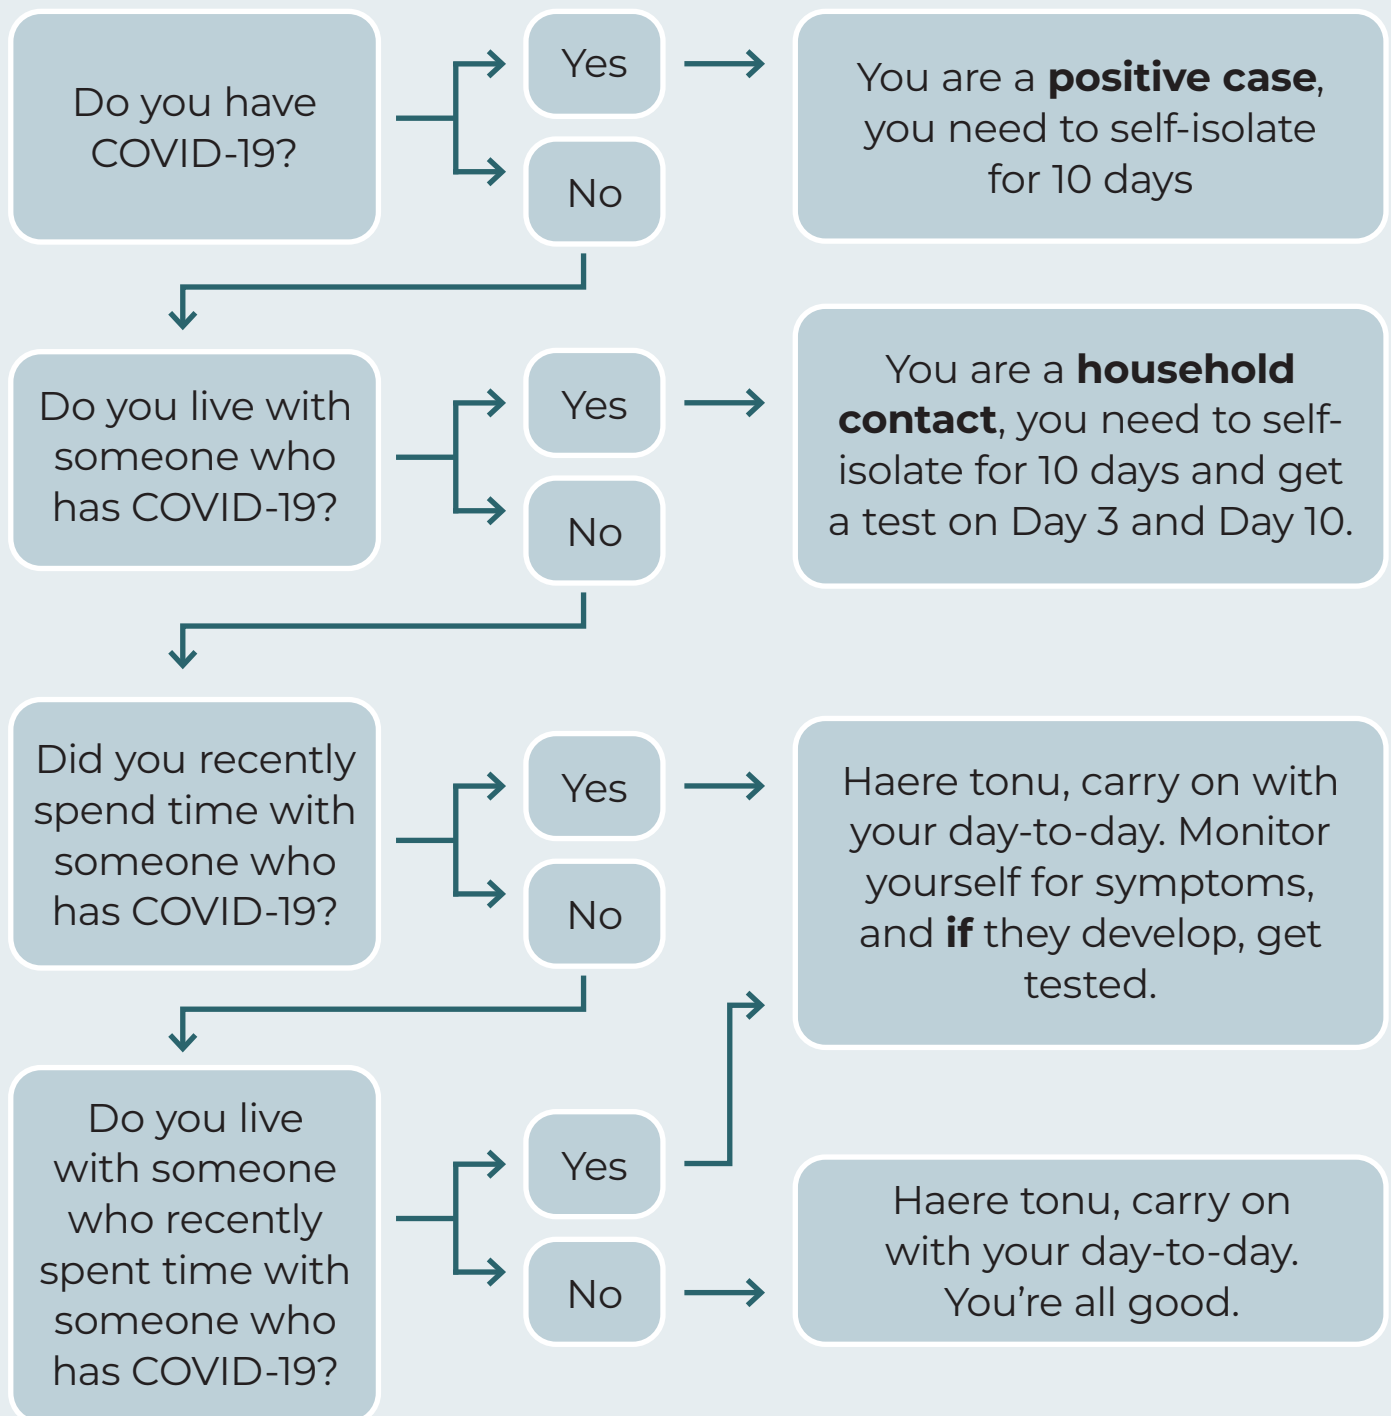 Do you have
COVID-19?
Yes
No
You are a positive case,
you need to self-isolate
for 10 days
Do you live with
someone who
has COVID-19?
Yes
No
You are a household
contact, you need to self-
isolate for 10 days and get
a test on Day 3 and Day 10.
Did you recently
spend time with
someone who
has COVID-19?
Yes
No
Haere tonu, carry on with
your day-to-day. Monitor
yourself for symptoms,
and if they develop, get
tested.
Do you live
with someone
who recently
spent time with
someone who
has COVID-19?
Yes
No
Haere tonu, carry on
with your day-to-day.
You’re all good.